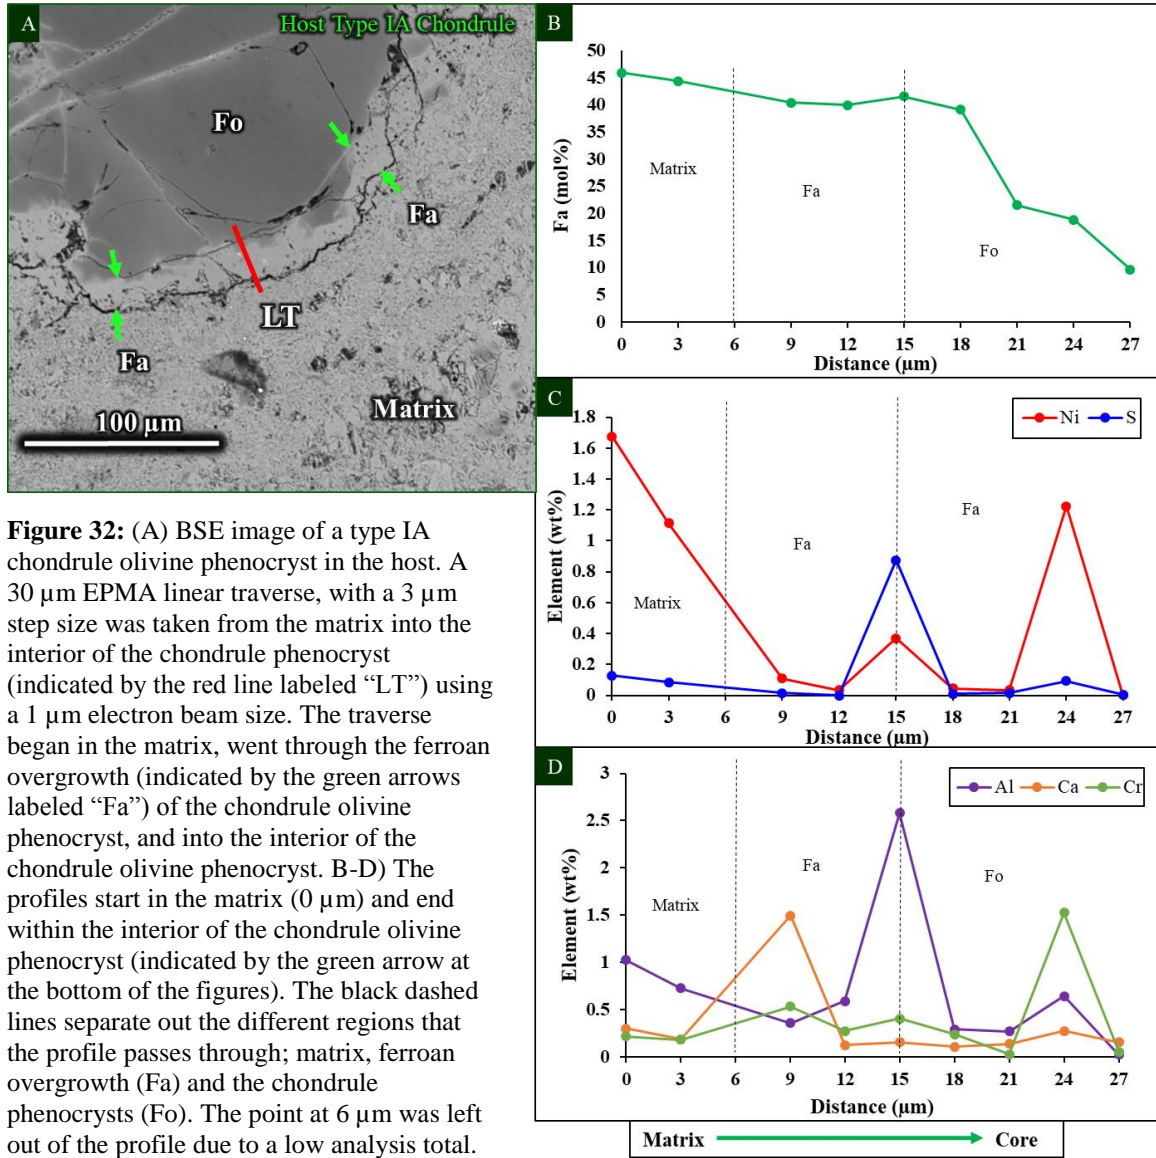 A
Host Type IA Chondrule
Fo
Fa
LT
Fa
Matrix
100 µm
B
50
45
40
35
30
25
20
15
10
5
0
Fa (mol%)
Matrix
Fa
Fo
0 3 6 9 12 15 18 21 24 27
Distance (µm)
C
1.8
1.6
1.4
1.2
1
0.8
0.6
0.4
0.2
0
Element (wt%)
Ni S
Matrix
Fa
Fa
0 3 6 9 12 15 18 21 24 27
Distance (µm)
D
3
2.5
2
1.5
1
0.5
0
Element (wt%)
Al Ca Cr
Matrix
Fa
Fo
0 3 6 9 12 15 18 21 24 27
Distance (µm)
Matrix Core
Figure 32: (A) BSE image of a type IA
chondrule olivine phenocryst in the host. A
30 µm EPMA linear traverse, with a 3 µm
step size was taken from the matrix into the
interior of the chondrule phenocryst
(indicated by the red line labeled “LT”) using
a 1 µm electron beam size. The traverse
began in the matrix, went through the ferroan
overgrowth (indicated by the green arrows
labeled “Fa”) of the chondrule olivine
phenocryst, and into the interior of the
chondrule olivine phenocryst. B-D) The
profiles start in the matrix (0 µm) and end
within the interior of the chondrule olivine
phenocryst (indicated by the green arrow at
the bottom of the figures). The black dashed
lines separate out the different regions that
the profile passes through; matrix, ferroan
overgrowth (Fa) and the chondrule
phenocrysts (Fo). The point at 6 µm was left
out of the profile due to a low analysis total.